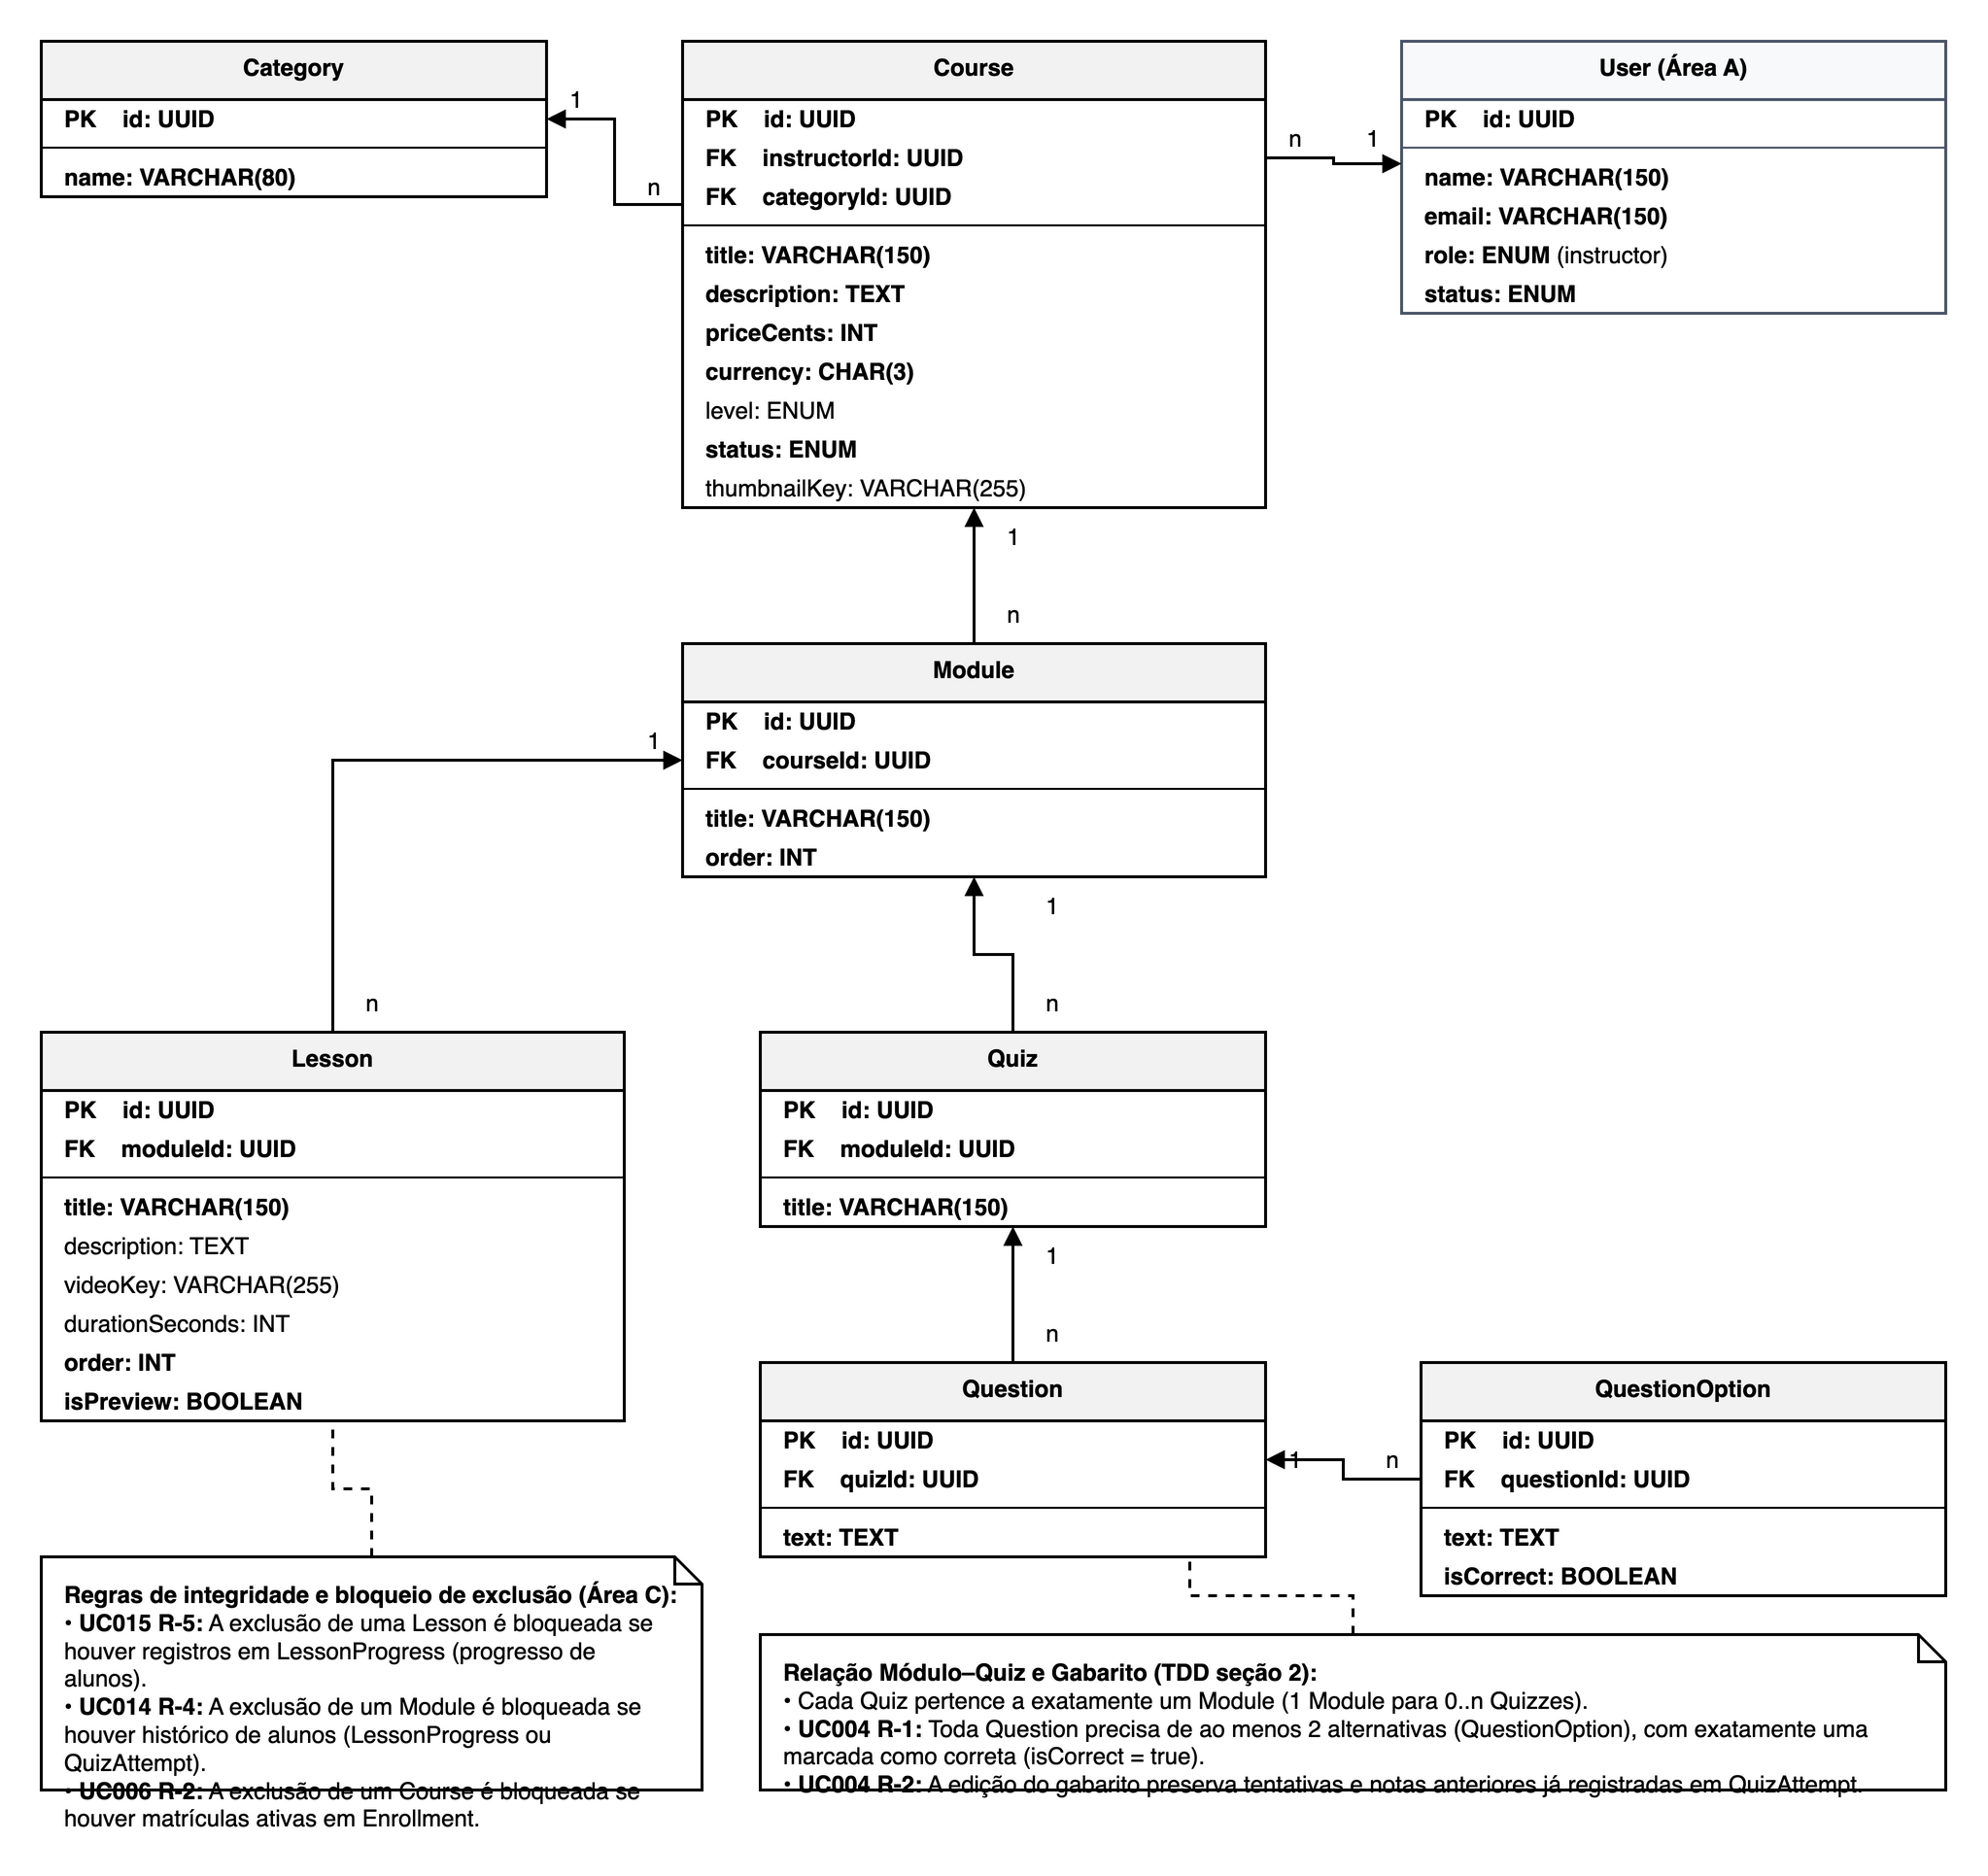 Category
PK id: UUID
name: VARCHAR(80)
1
n
Course
PK id: UUID
FK instructorId: UUID
FK categoryId: UUID
title: VARCHAR(150)
description: TEXT
priceCents: INT
currency: CHAR(3)
level: ENUM
status: ENUM
thumbnailKey: VARCHAR(255)
n
1
User (Área A)
PK id: UUID
name: VARCHAR(150)
email: VARCHAR(150)
role: ENUM (instructor)
status: ENUM
1
n
Module
PK id: UUID
FK courseId: UUID
title: VARCHAR(150)
order: INT
1
n
1
n
Lesson
PK id: UUID
FK moduleId: UUID
title: VARCHAR(150)
description: TEXT
videoKey: VARCHAR(255)
durationSeconds: INT
order: INT
isPreview: BOOLEAN
Quiz
PK id: UUID
FK moduleId: UUID
title: VARCHAR(150)
1
n
Question
PK id: UUID
FK quizId: UUID
text: TEXT
1
n
QuestionOption
PK id: UUID
FK questionId: UUID
text: TEXT
isCorrect: BOOLEAN
Regras de integridade e bloqueio de exclusão (Área C):
• UC015 R-5: A exclusão de uma Lesson é bloqueada se
houver registros em LessonProgress (progresso de
alunos).
• UC014 R-4: A exclusão de um Module é bloqueada se
houver histórico de alunos (LessonProgress ou
QuizAttempt).
• UC006 R-2: A exclusão de um Course é bloqueada se
houver matrículas ativas em Enrollment.
Relação Módulo–Quiz e Gabarito (TDD seção 2):
• Cada Quiz pertence a exatamente um Module (1 Module para 0..n Quizzes).
• UC004 R-1: Toda Question precisa de ao menos 2 alternativas (QuestionOption), com exatamente uma
marcada como correta (isCorrect = true).
• UC004 R-2: A edição do gabarito preserva tentativas e notas anteriores já registradas em QuizAttempt.